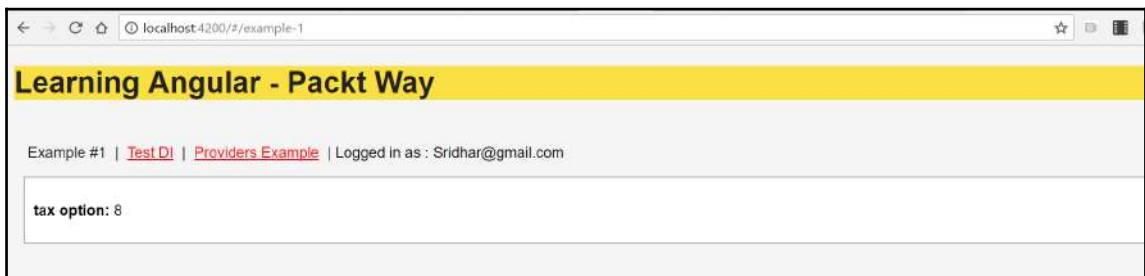 localhost:4200/#/example-1
Learning Angular - Packt Way
Example #1 | Test DI | Providers Example | Logged in as : Sridhar@gmail.com
tax option: 8